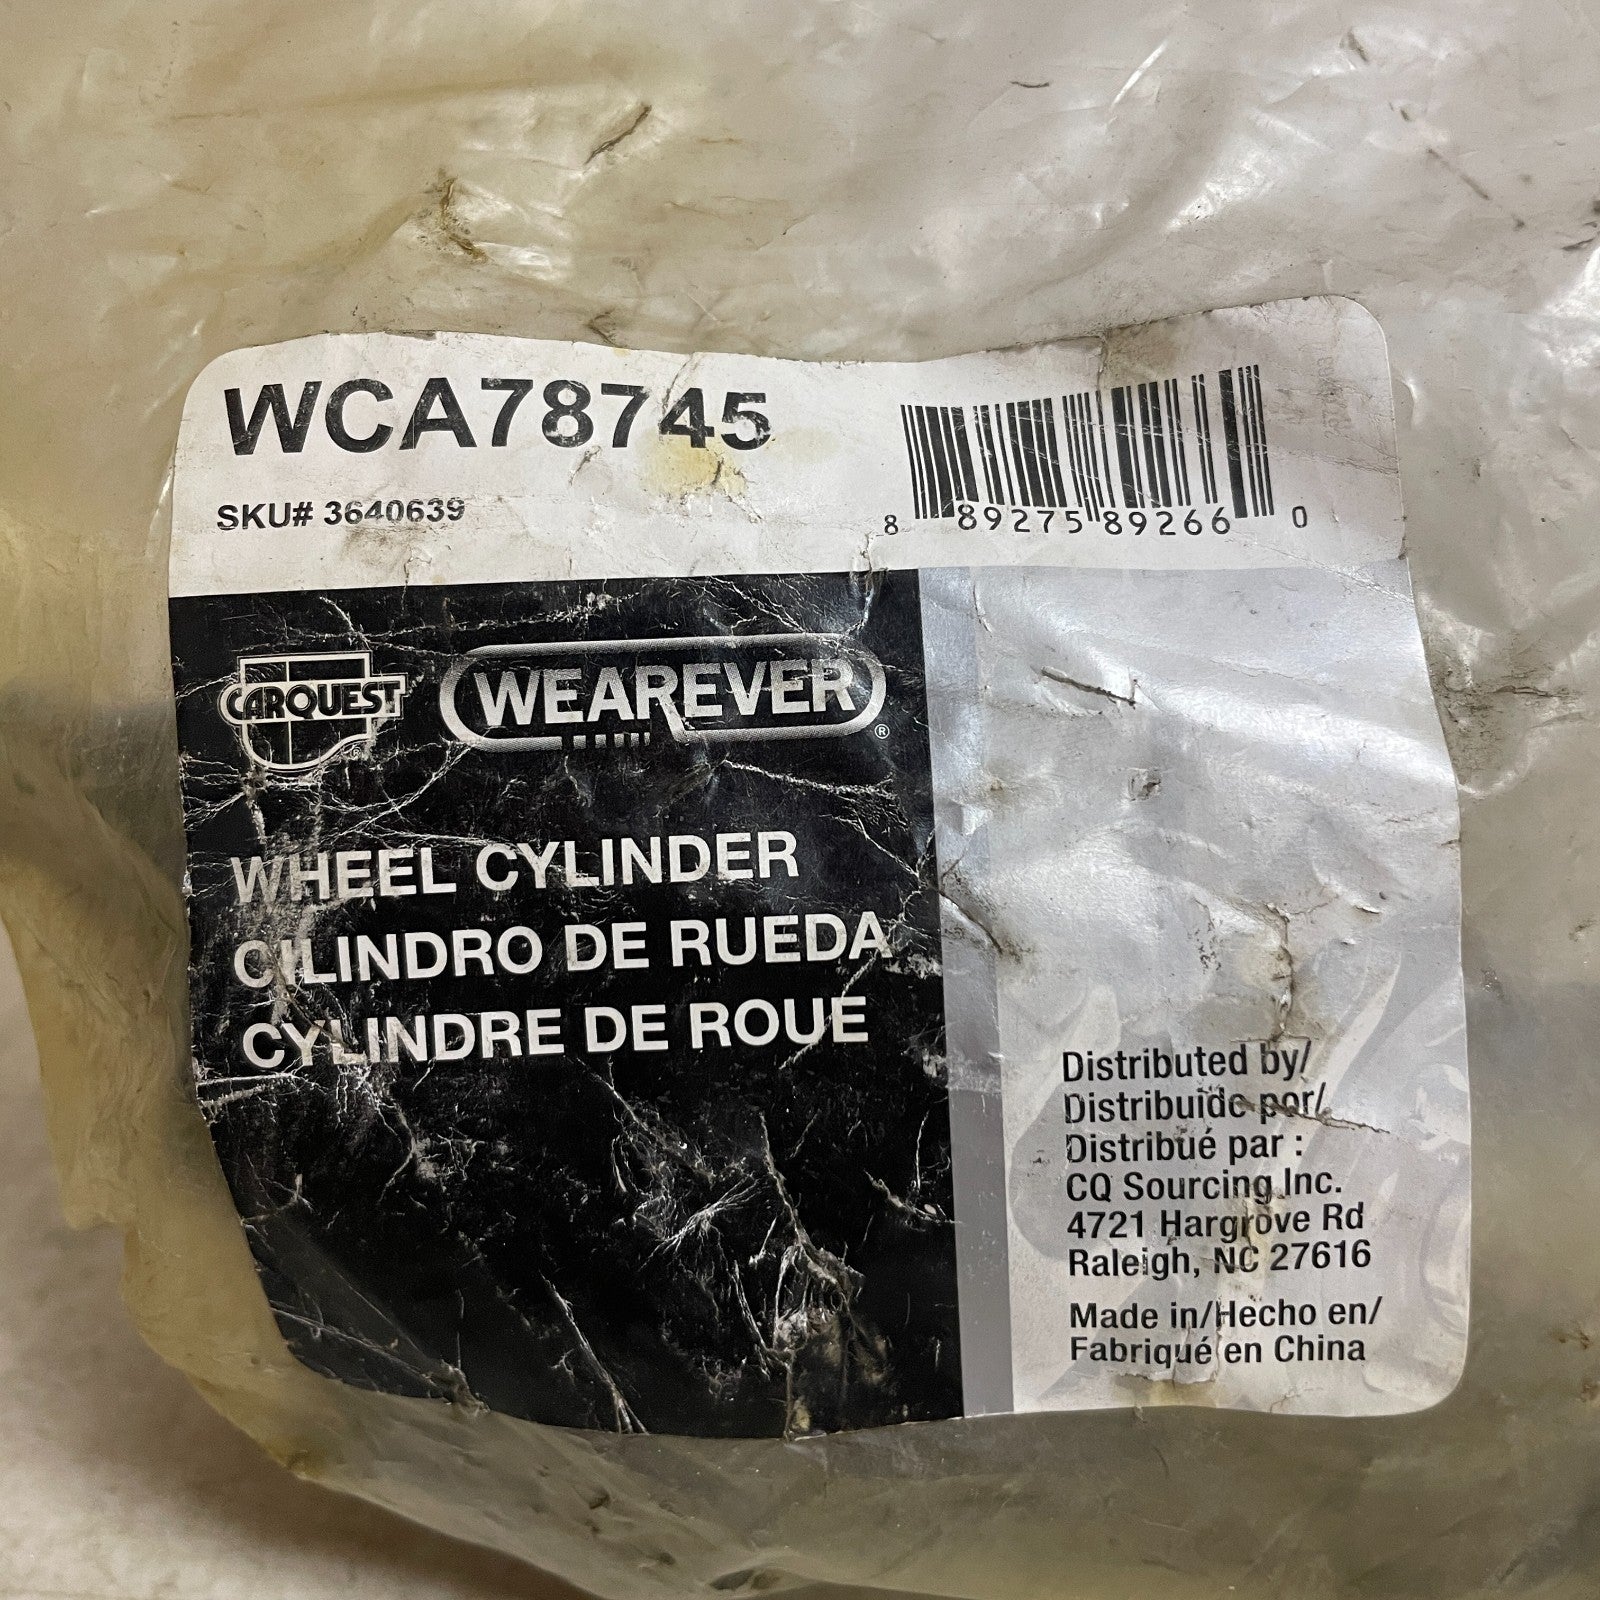 WCA78745
SKU# 3640639
8 89275 89266 0
CARQUEST
®
WEAREVER
®
WHEEL CYLINDER
CILINDRO DE RUEDA
CYLINDRE DE ROUE
Distributed by/
Distribuido por/
Distribué par :
CQ Sourcing Inc.
4721 Hargrove Rd
Raleigh, NC 27616
Made in/Hecho en/
Fabriqué en China